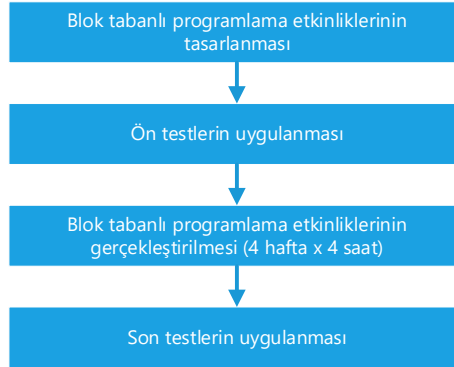 Blok tabanlı programlama etkinliklerinin
tasarlanması
Ön testlerin uygulanması
Blok tabanlı programlama etkinliklerinin
gerçekleştirilmesi (4 hafta x 4 saat)
Son testlerin uygulanması